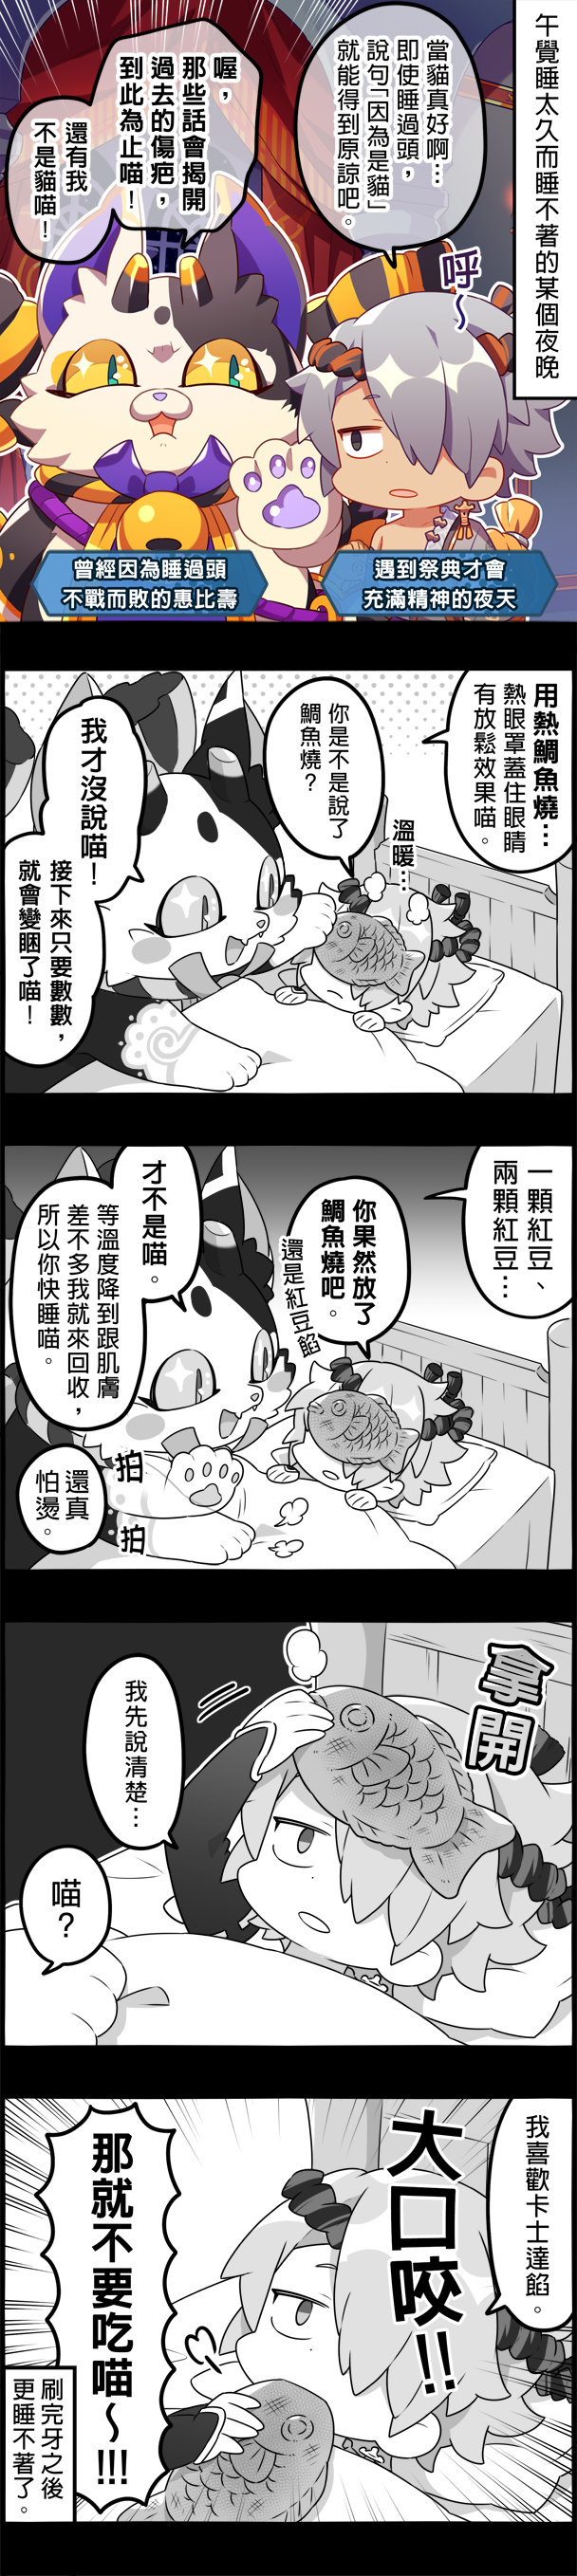 午覺睡太久而睡不著的某個夜晚
當貓真好啊…
即使睡過頭，
說句「因為是貓」
就能得到原諒吧。
呼～
喔，
那些話會揭開
過去的傷疤，
到此為止喵！
還有我
不是貓喵！
遇到祭典才會
充滿精神的夜天
曾經因為睡過頭
不戰而敗的惠比壽
用熱鯛魚燒…
熱眼罩蓋住眼睛
有放鬆效果喵。
你是不是說了
鯛魚燒？
溫暖…
我才沒說喵！
接下來只要數數，
就會變睏了喵！
一顆紅豆、
兩顆紅豆…
你果然放了
鯛魚燒吧。
還是紅豆餡
才不是喵。
等溫度降到跟肌膚
差不多我就來回收，
所以你快睡喵。
拍
拍
還真
怕燙。
拿開
我先說清楚…
喵？
我喜歡卡士達餡。
大口咬!!
那就不要吃喵～!!!
刷完牙之後
更睡不著了。